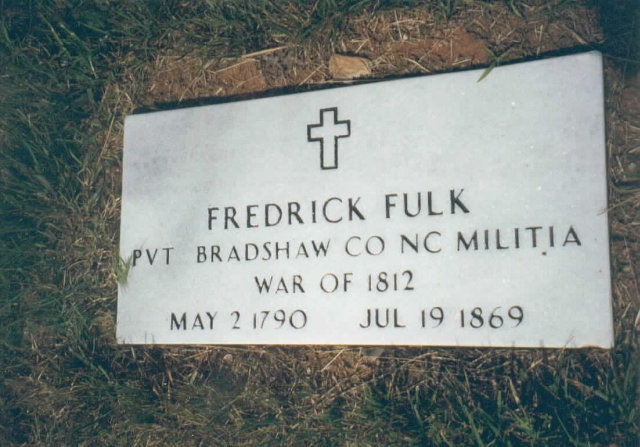 FREDRICK FULK
PVT BRADSHAW CO NC MILITIA
WAR OF 1812
MAY 2 1790 JUL 19 1869